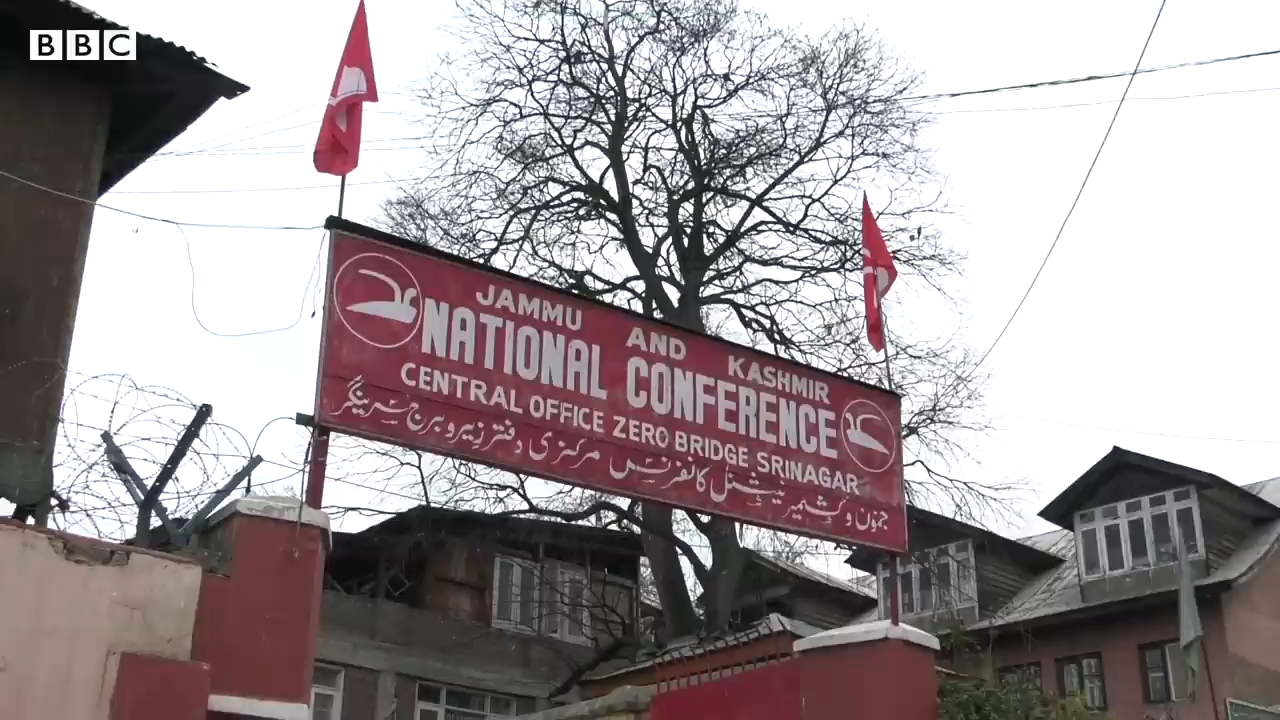 BBC
JAMMU AND KASHMIR
NATIONAL CONFERENCE
CENTRAL OFFICE ZERO BRIDGE SRINAGAR
جموں و کشمیر نیشنل کانفرنس مرکزی دفتر زیرو برج سرینگر